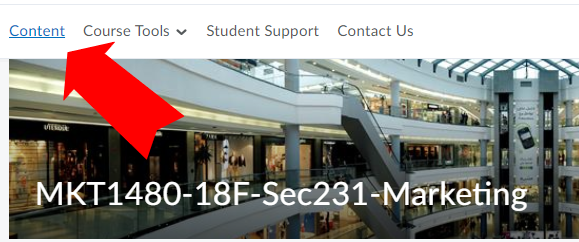 Content Course Tools Student Support Contact Us
MKT1480-18F-Sec231-Marketing